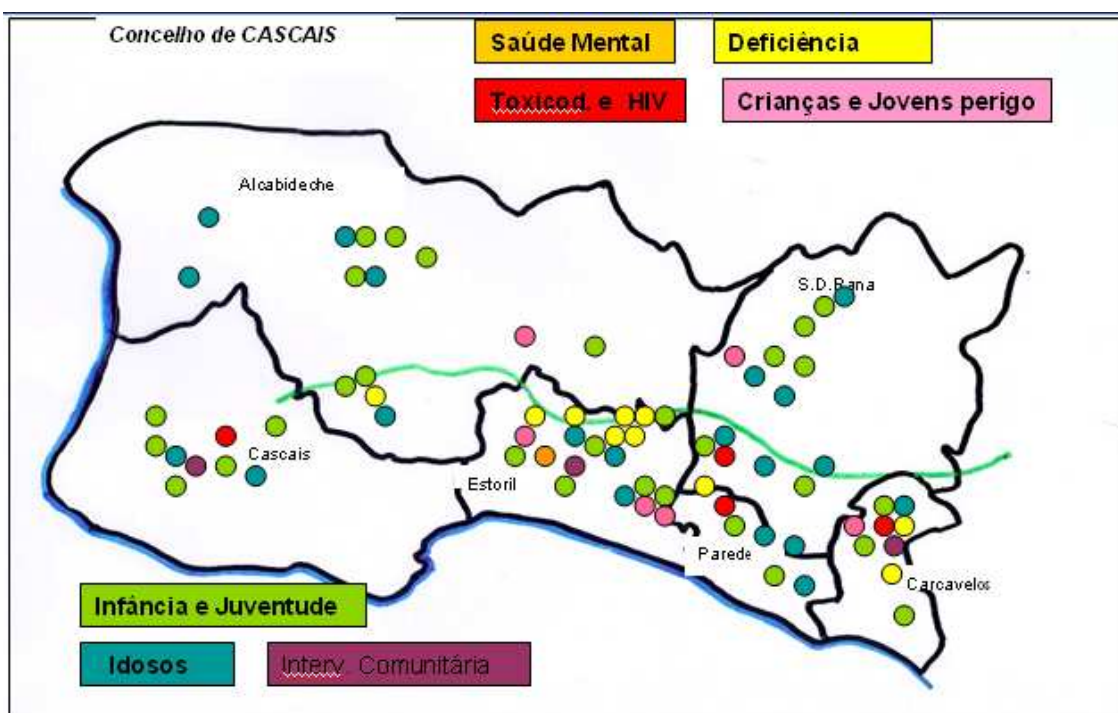 Concelho de CASCAIS
Saúde Mental
Deficiência
Toxicod. e HIV
Crianças e Jovens perigo
Alcabideche
S.D.Rana
Cascais
Estoril
Parede
Carcavelos
Infância e Juventude
Idosos
Interv. Comunitária